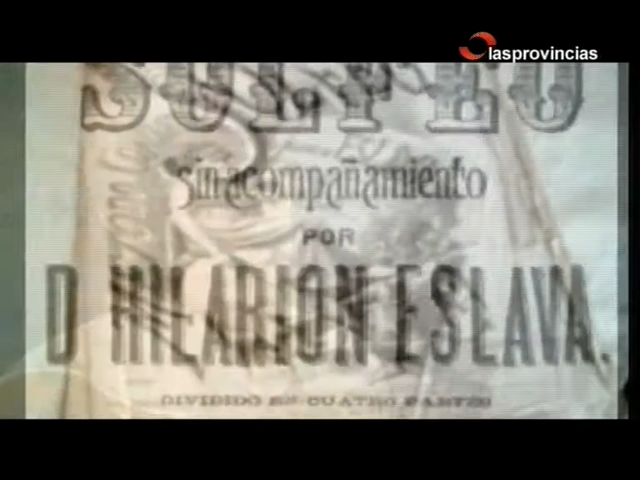 lasprovincias
SOLFEO
sin acompañamiento
POR
D HILARION ESLAVA.
DIVIDIDO EN CUATRO PARTES